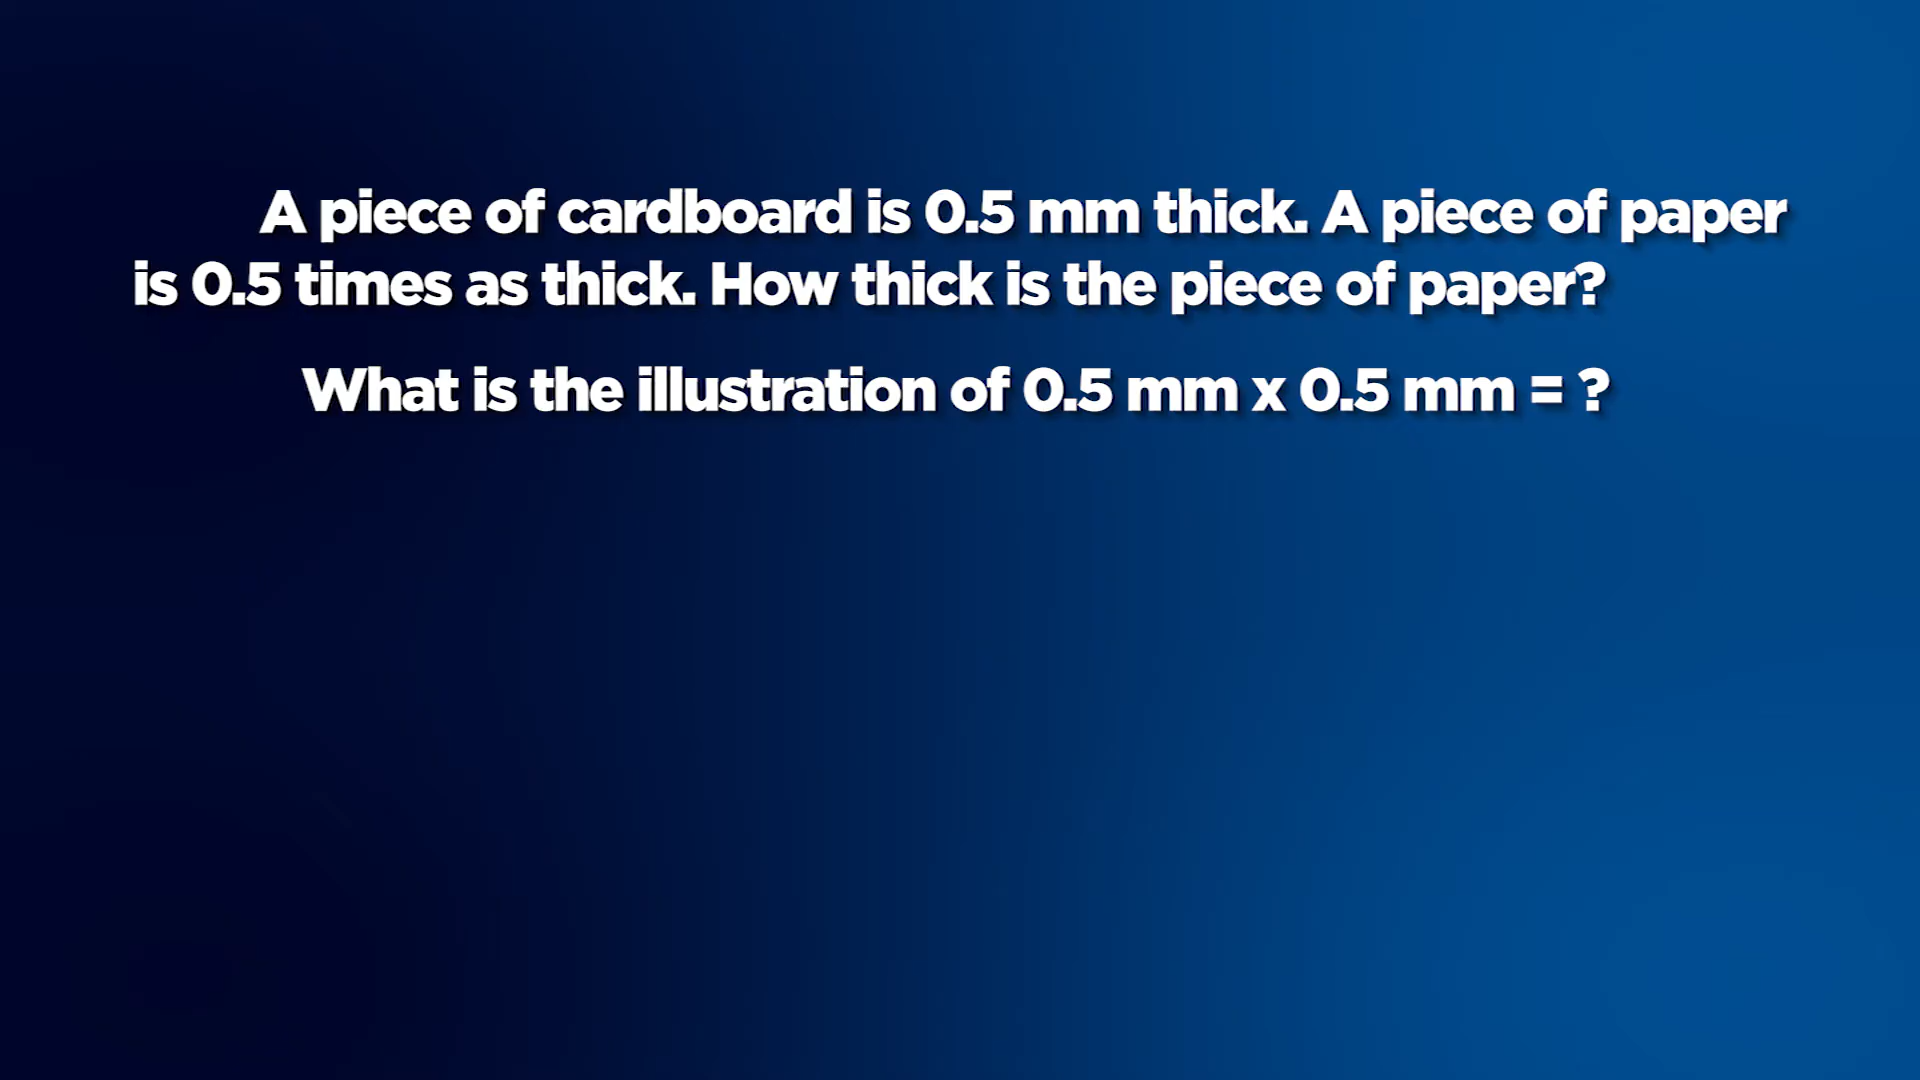 A piece of cardboard is 0.5 mm thick. A piece of paper
is 0.5 times as thick. How thick is the piece of paper?
What is the illustration of 0.5 mm x 0.5 mm = ?